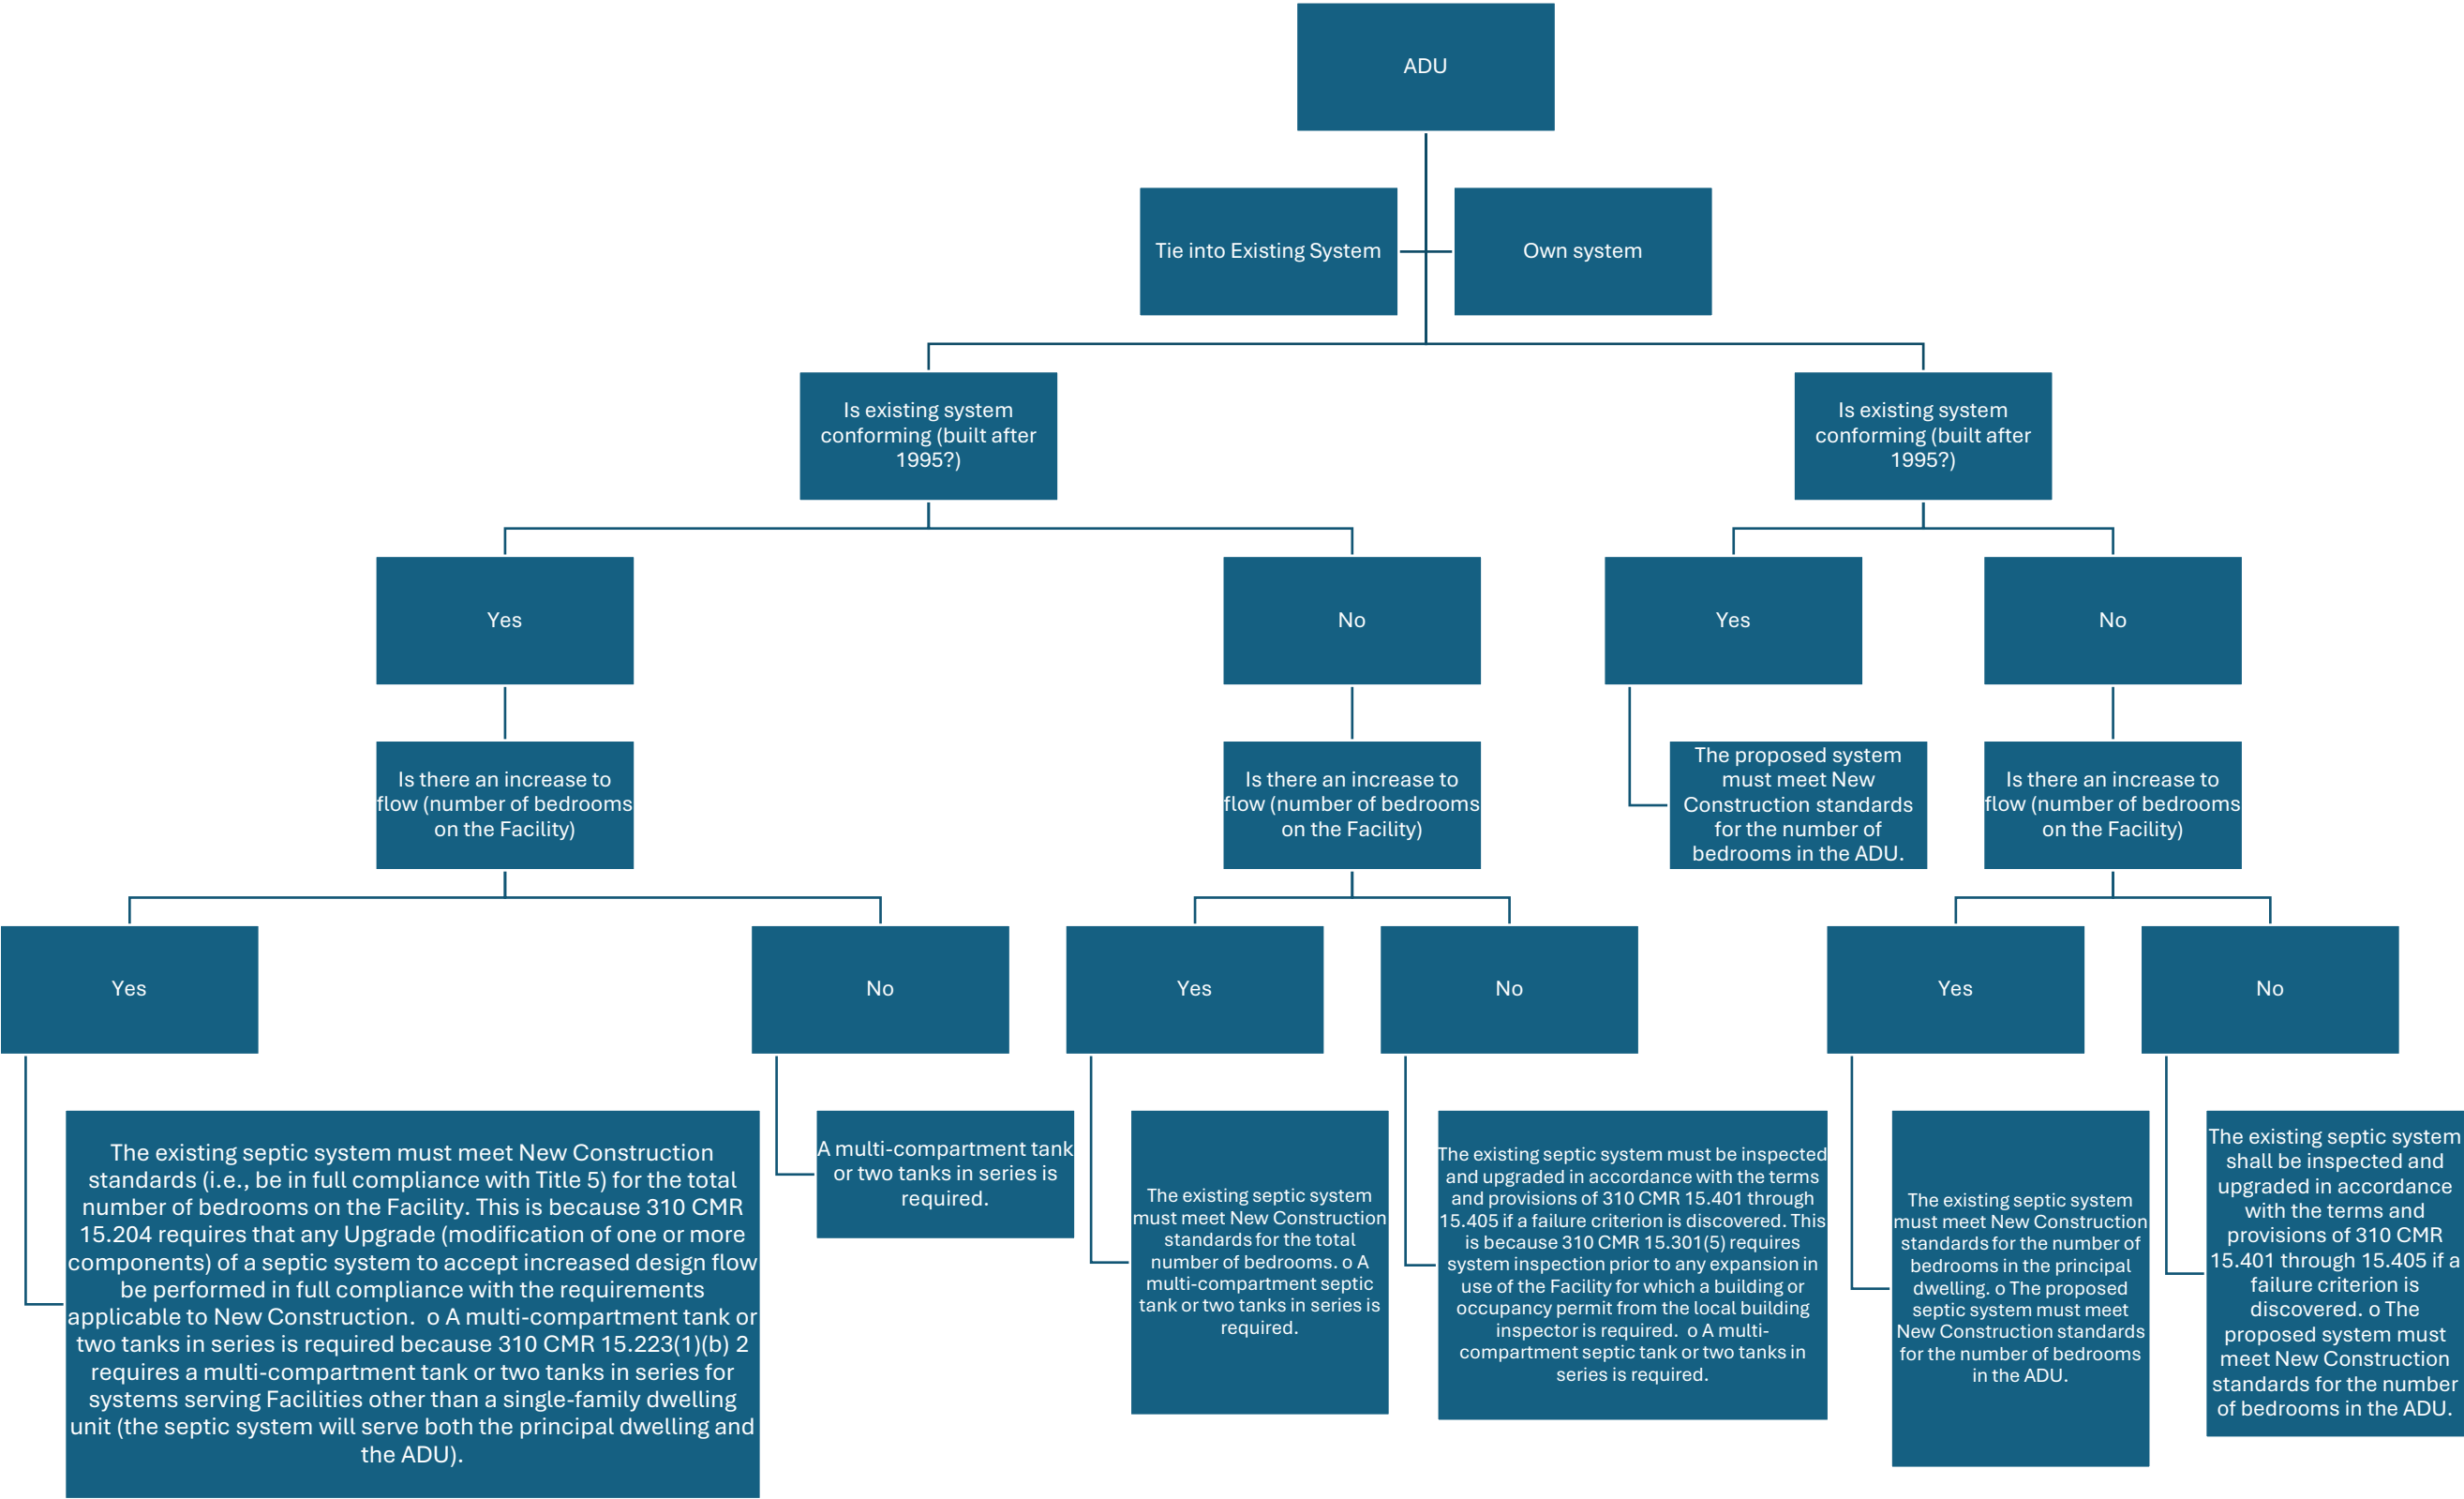 ADU
Tie into Existing System
Own system
Is existing system
conforming (built after
1995?)
Is existing system
conforming (built after
1995?)
Yes
No
Yes
No
Is there an increase to
flow (number of bedrooms
on the Facility)
Is there an increase to
flow (number of bedrooms
on the Facility)
The proposed system
must meet New
Construction standards
for the number of
bedrooms in the ADU.
Is there an increase to
flow (number of bedrooms
on the Facility)
Yes
No
Yes
No
Yes
No
The existing septic system must meet New Construction
standards (i.e., be in full compliance with Title 5) for the total
number of bedrooms on the Facility. This is because 310 CMR
15.204 requires that any Upgrade (modification of one or more
components) of a septic system to accept increased design flow
be performed in full compliance with the requirements
applicable to New Construction.  o A multi-compartment tank or
two tanks in series is required because 310 CMR 15.223(1)(b) 2
requires a multi-compartment tank or two tanks in series for
systems serving Facilities other than a single-family dwelling
unit (the septic system will serve both the principal dwelling and
the ADU).
A multi-compartment tank
or two tanks in series is
required.
The existing septic system
must meet New Construction
standards for the total
number of bedrooms. o A
multi-compartment septic
tank or two tanks in series is
required.
The existing septic system must be inspected
and upgraded in accordance with the terms
and provisions of 310 CMR 15.401 through
15.405 if a failure criterion is discovered. This
is because 310 CMR 15.301(5) requires
system inspection prior to any expansion in
use of the Facility for which a building or
occupancy permit from the local building
inspector is required.  o A multi-
compartment septic tank or two tanks in
series is required.
The existing septic system
must meet New Construction
standards for the number of
bedrooms in the principal
dwelling. o The proposed
septic system must meet
New Construction standards
for the number of bedrooms
in the ADU.
The existing septic system
shall be inspected and
upgraded in accordance
with the terms and
provisions of 310 CMR
15.401 through 15.405 if a
failure criterion is
discovered. o The
proposed system must
meet New Construction
standards for the number
of bedrooms in the ADU.